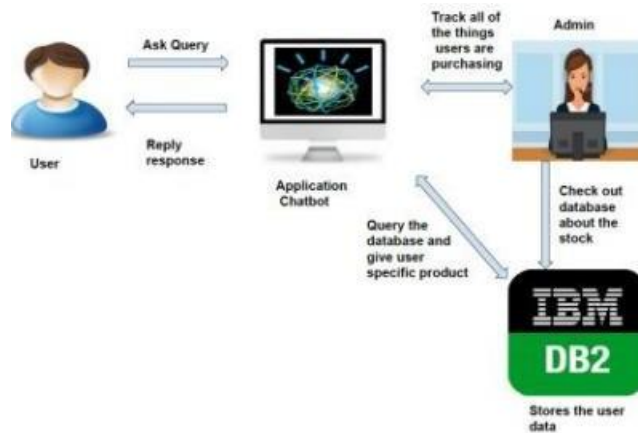 Ask Query
Reply
response
User
Application
Chatbot
Track all of
the things
users are
purchasing
Admin
Query the
database and
give user
specific product
Check out
database
about the
stock
IBM
DB2
Stores the user
data